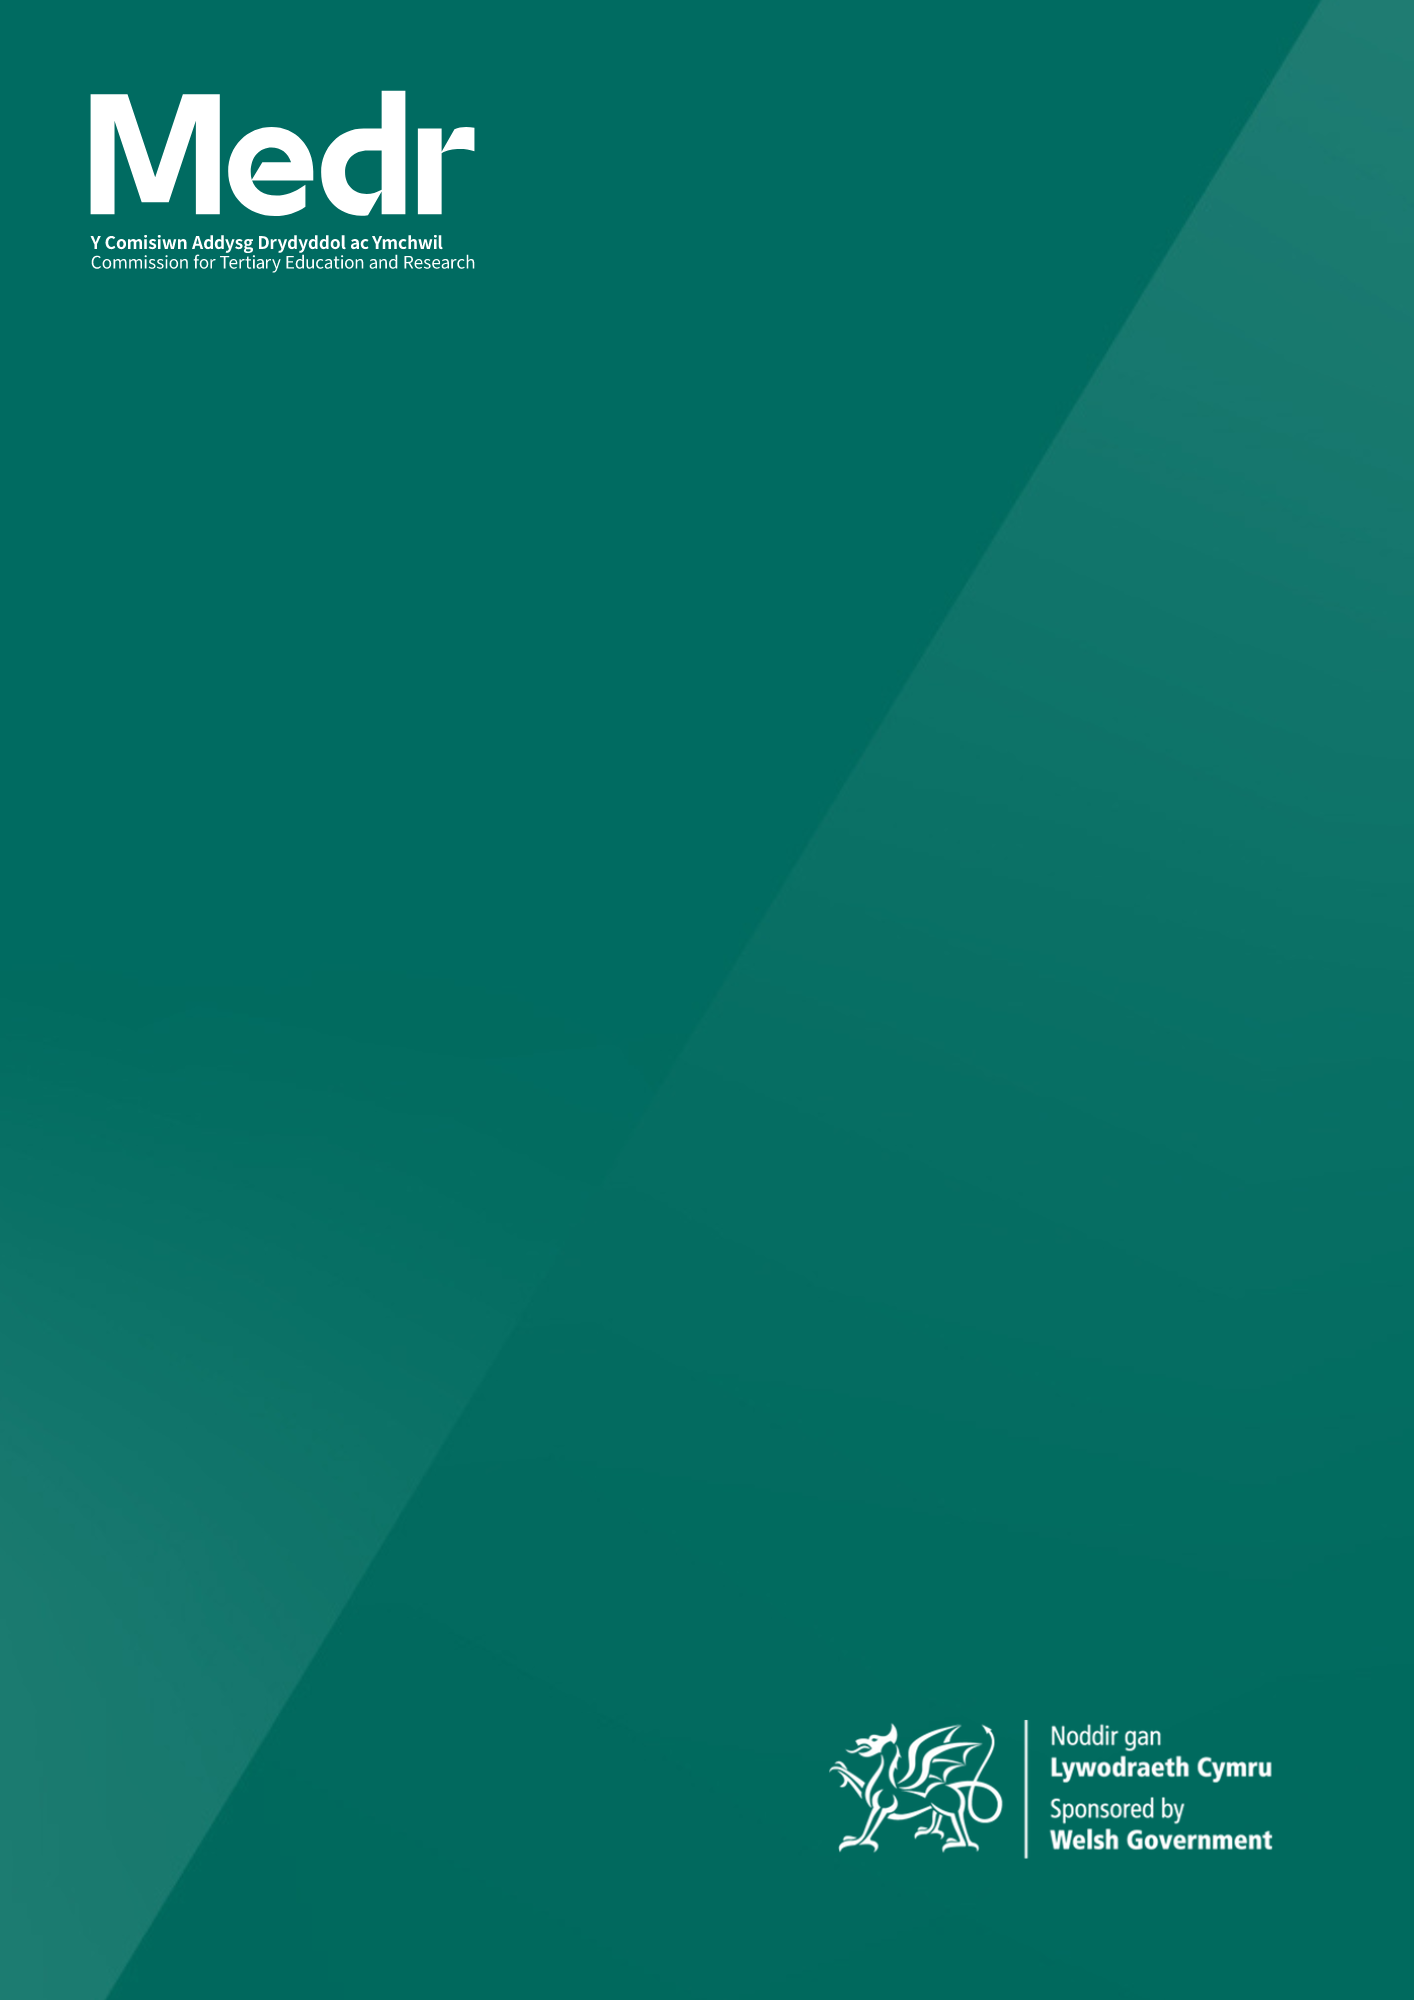 Medr
Y Comisiwn Addysg Drydyddol ac Ymchwil
Commission for Tertiary Education and Research
Noddir gan
Lywodraeth Cymru
Sponsored by
Welsh Government